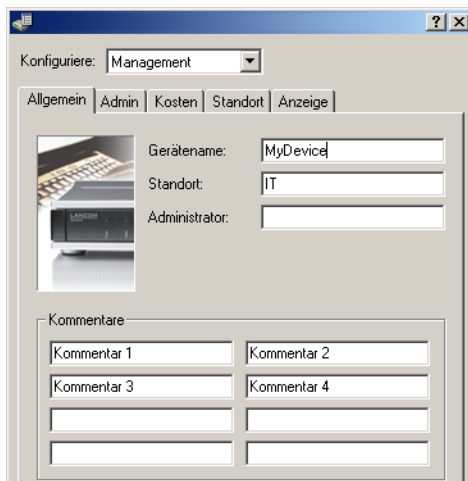 Konfiguriere: Management
Allgemein Admin Kosten Standort Anzeige
LANCOM
Gerätename: MyDevice
Standort: IT
Administrator:
Kommentare
Kommentar 1 Kommentar 2
Kommentar 3 Kommentar 4